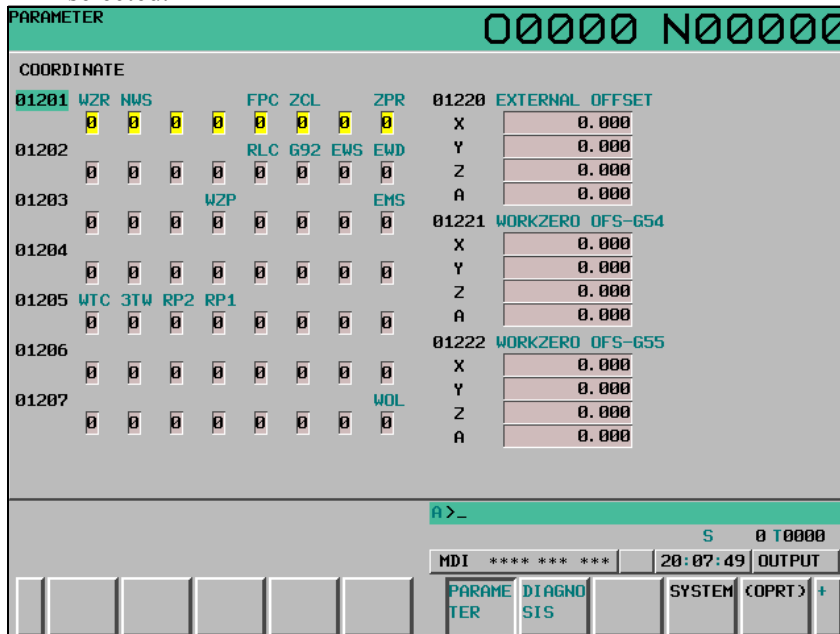 PARAMETER O0000 N00000
COORDINATE
01201 WZR NWS FPC ZCL ZPR
0 0 0 0 0 0 0 0
01202 RLC G92 EWS EWD
0 0 0 0 0 0 0 0
01203 WZP EMS
0 0 0 0 0 0 0 0
01204
0 0 0 0 0 0 0 0
01205 WTC 3TW RP2 RP1
0 0 0 0 0 0 0 0
01206
0 0 0 0 0 0 0 0
01207 WOL
0 0 0 0 0 0 0 0
01220 EXTERNAL OFFSET
X 0.000
Y 0.000
Z 0.000
A 0.000
01221 WORKZERO OFS-G54
X 0.000
Y 0.000
Z 0.000
A 0.000
01222 WORKZERO OFS-G55
X 0.000
Y 0.000
Z 0.000
A 0.000
A>_
S 0 T0000
MDI **** *** *** 20:07:49 OUTPUT
PARAME
TER
DIAGNO
SIS
SYSTEM (OPRT) +